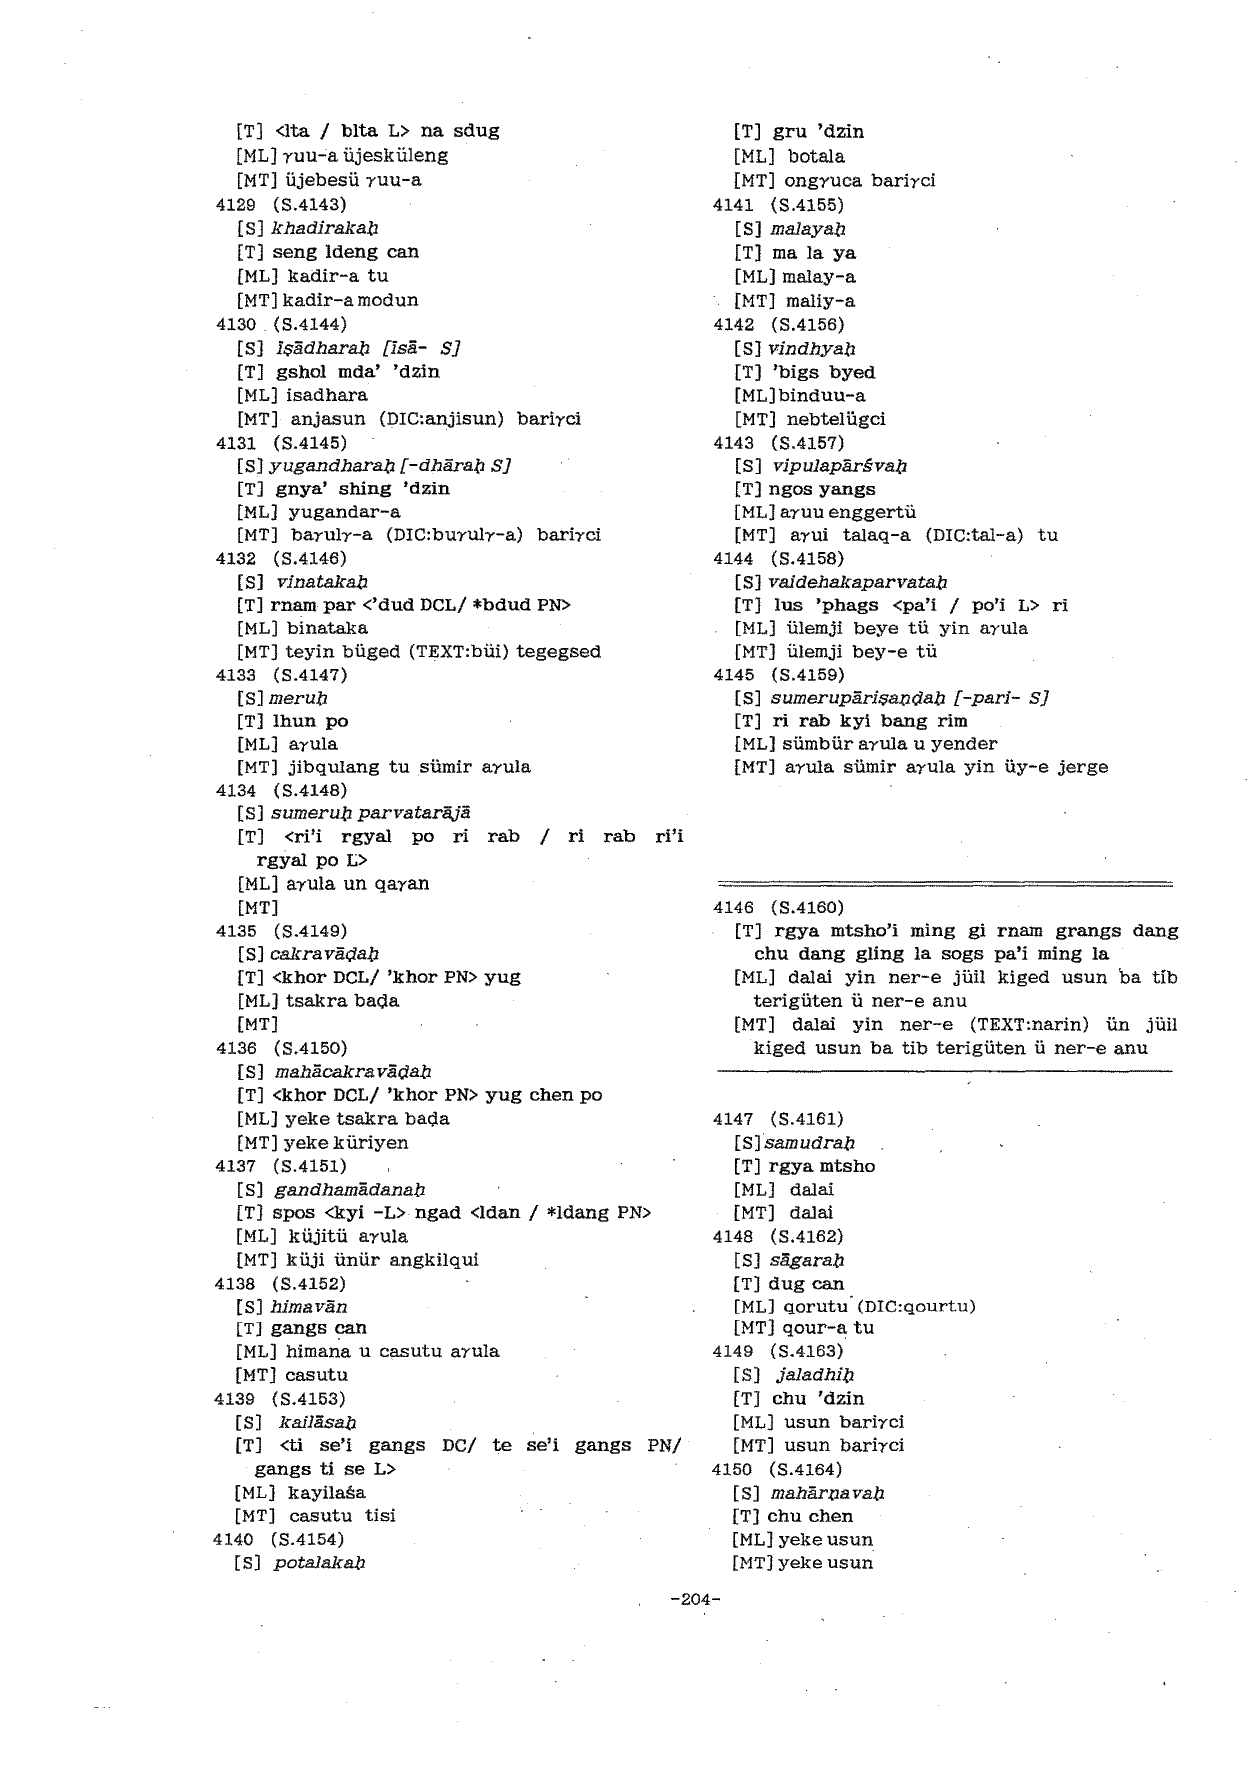 [T] <lta / blta L> na sdug
[ML] γuu-a üjesküleng
[MT] üjebesü γuu-a
4129 (S.4143)
[S] khadirakaḥ
[T] seng ldeng can
[ML] kadir-a tu
[MT] kadir-a modun
4130 (S.4144)
[S] īṣādharaḥ [īsā- S]
[T] gshol mda' 'dzin
[ML] isadhara
[MT] anjasun (DIC:anjisun) bariγci
4131 (S.4145)
[S] yugandharaḥ [-dhāraḥ S]
[T] gnya' shing 'dzin
[ML] yugandar-a
[MT] baγulγ-a (DIC:buγulγ-a) bariγci
4132 (S.4146)
[S] vinatakaḥ
[T] rnam par <'dud DCL/ *bdud PN>
[ML] binataka
[MT] teyin büged (TEXT:büi) tegegsed
4133 (S.4147)
[S] meruḥ
[T] lhun po
[ML] aγula
[MT] jibqulang tu sümir aγula
4134 (S.4148)
[S] sumeruḥ parvatarājā
[T] <ri'i rgyal po ri rab / ri rab ri'i
rgyal po L>
[ML] aγula un qaγan
[MT]
4135 (S.4149)
[S] cakravāḍaḥ
[T] <khor DCL/ 'khor PN> yug
[ML] tsakra baḍa
[MT]
4136 (S.4150)
[S] mahācakravāḍaḥ
[T] <khor DCL/ 'khor PN> yug chen po
[ML] yeke tsakra baḍa
[MT] yeke küriyen
4137 (S.4151)
[S] gandhamādanaḥ
[T] spos <kyi -L> ngad <ldan / *ldang PN>
[ML] küjitü aγula
[MT] küji ünür angkilqui
4138 (S.4152)
[S] himavān
[T] gangs can
[ML] himana u casutu aγula
[MT] casutu
4139 (S.4153)
[S] kailāsaḥ
[T] <ti se'i gangs DC/ te se'i gangs PN/
gangs ti se L>
[ML] kayilaśa
[MT] casutu tisi
4140 (S.4154)
[S] potalakaḥ
[T] gru 'dzin
[ML] botala
[MT] ongγuca bariγci
4141 (S.4155)
[S] malayaḥ
[T] ma la ya
[ML] malay-a
[MT] maliy-a
4142 (S.4156)
[S] vindhyaḥ
[T] 'bigs byed
[ML] binduu-a
[MT] nebtelügci
4143 (S.4157)
[S] vipulapārśvaḥ
[T] ngos yangs
[ML] aγuu enggertü
[MT] aγui talaq-a (DIC:tal-a) tu
4144 (S.4158)
[S] vaidehakaparvataḥ
[T] lus 'phags <pa'i / po'i L> ri
[ML] ülemji beye tü yin aγula
[MT] ülemji bey-e tü
4145 (S.4159)
[S] sumerupāriṣaṇḍaḥ [-pari- S]
[T] ri rab kyi bang rim
[ML] sümbür aγula u yender
[MT] aγula sümir aγula yin üy-e jerge
4146 (S.4160)
[T] rgya mtsho'i ming gi rnam grangs dang
chu dang gling la sogs pa'i ming la
[ML] dalai yin ner-e jüil kiged usun ba tib
terigüten ü ner-e anu
[MT] dalai yin ner-e (TEXT:narin) ün jüil
kiged usun ba tib terigüten ü ner-e anu
4147 (S.4161)
[S] samudraḥ
[T] rgya mtsho
[ML] dalai
[MT] dalai
4148 (S.4162)
[S] sāgaraḥ
[T] dug can
[ML] qorutu (DIC:qourtu)
[MT] qour-a tu
4149 (S.4163)
[S] jaladhiḥ
[T] chu 'dzin
[ML] usun bariγci
[MT] usun bariγci
4150 (S.4164)
[S] mahārṇavaḥ
[T] chu chen
[ML] yeke usun
[MT] yeke usun
-204-